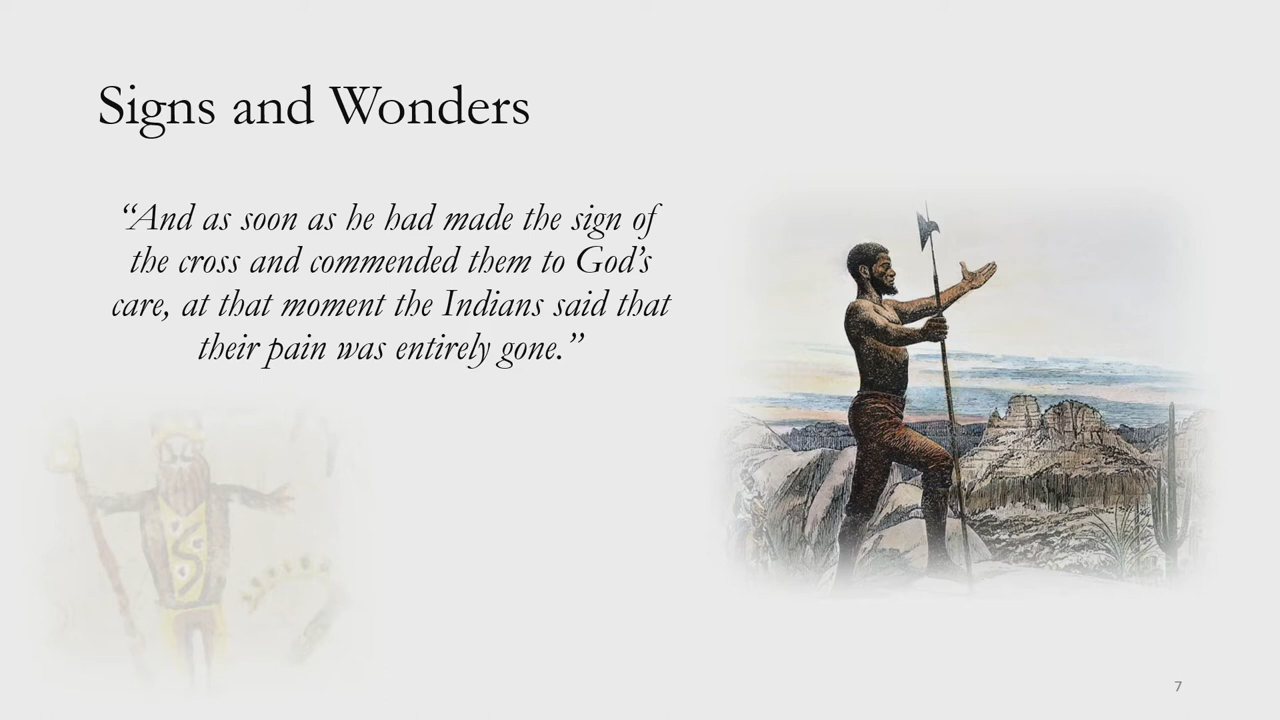 Signs and Wonders
“And as soon as he had made the sign of
the cross and commended them to God’s
care, at that moment the Indians said that
their pain was entirely gone.”
7